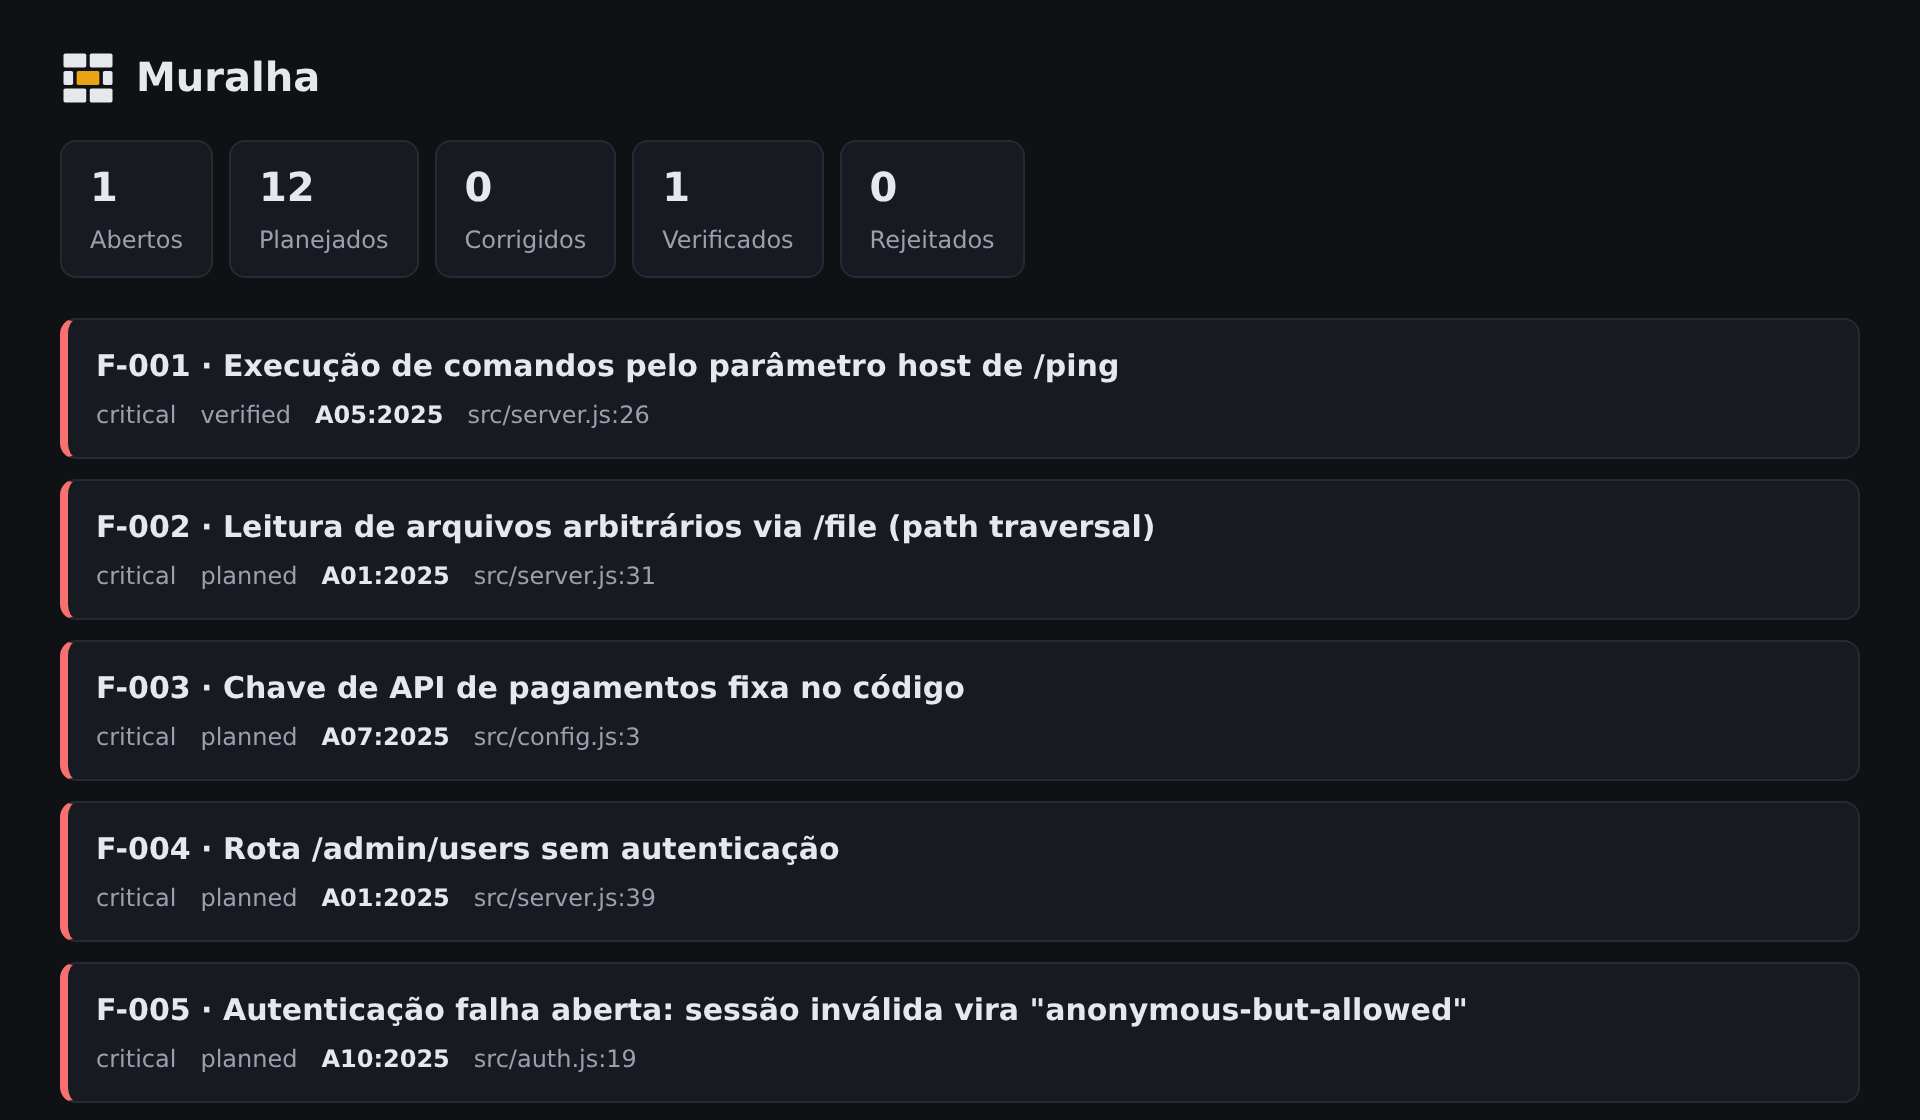 Muralha
1 12 0 1 0
Abertos Planejados Corrigidos Verificados Rejeitados
F-001 · Execução de comandos pelo parâmetro host de /ping
critical verified A05:2025 src/server.js:26
F-002 · Leitura de arquivos arbitrários via /file (path traversal)
critical planned A01:2025 src/server.js:31
F-003 · Chave de API de pagamentos fixa no código
critical planned A07:2025 src/config.js:3
F-004 · Rota /admin/users sem autenticação
critical planned A01:2025 src/server.js:39
F-005 · Autenticação falha aberta: sessão inválida vira "anonymous-but-allowed"
critical planned A10:2025 src/auth.js:19